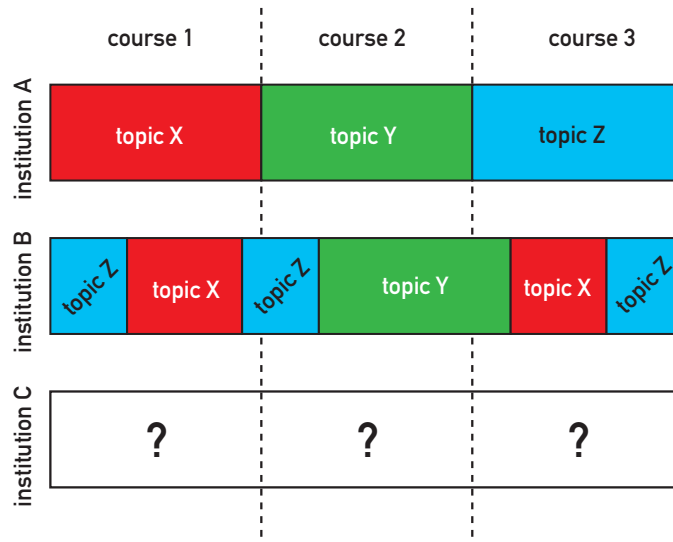 course 1
course 2
course 3
institution A
topic X
topic Y
topic Z
institution B
topic Z
topic X
topic Z
topic Y
topic X
topic Z
institution C
?
?
?